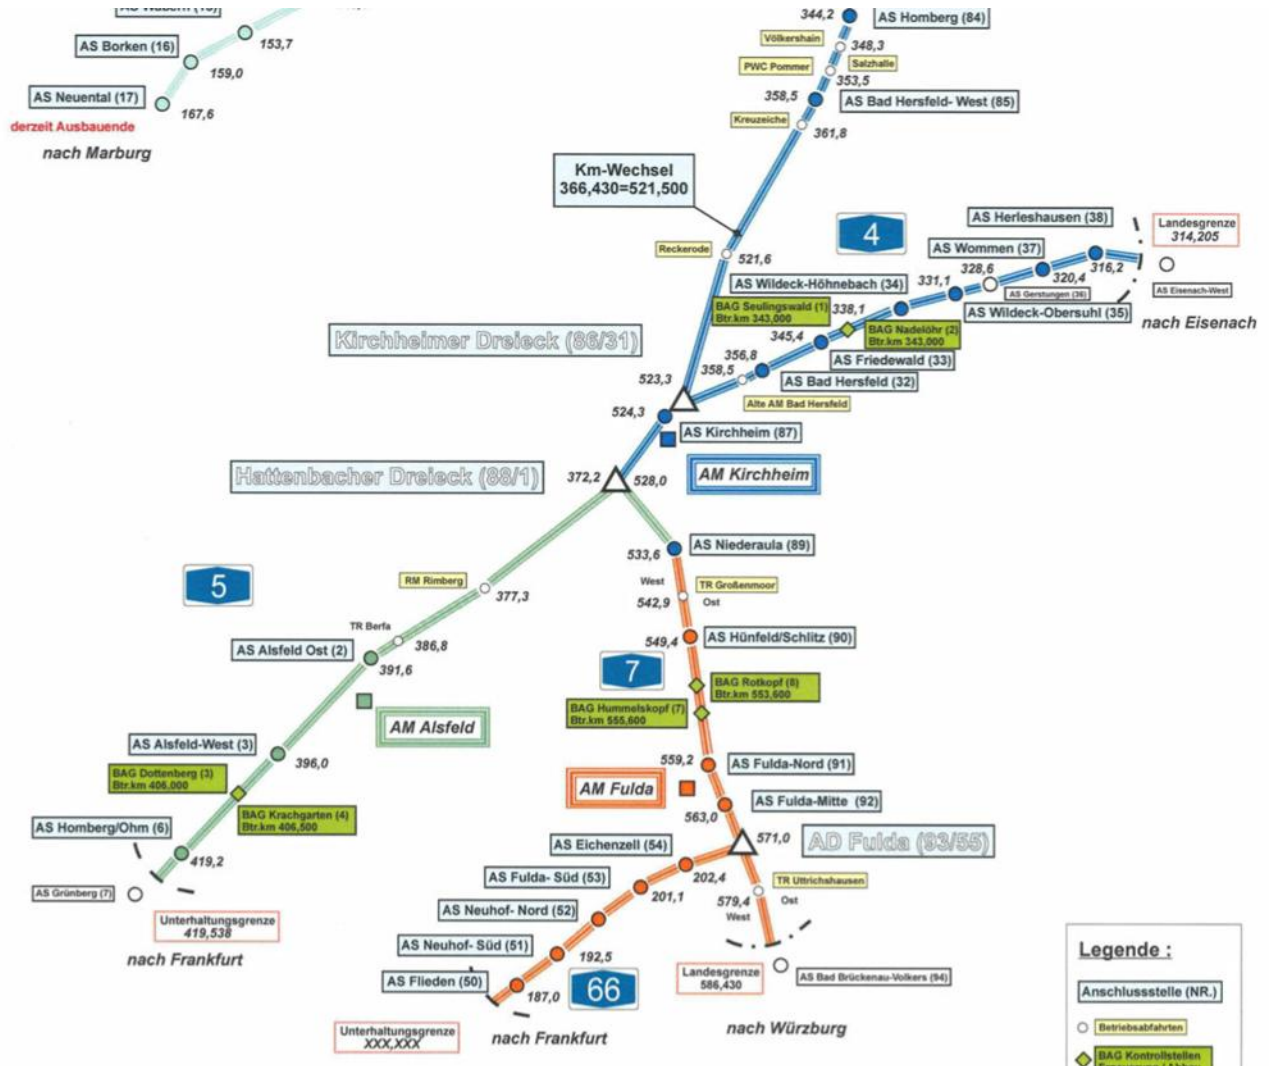 344,2
AS Homberg (84)
AS Borken (16)
153,7
159,0
AS Neuental (17)
167,6
derzeit Ausbauende
nach Marburg
Völkershain
348,3
PWC Pommer
Salzhalle
353,5
358,5
AS Bad Hersfeld- West (85)
Kreuzeiche
361,8
Km-Wechsel
366,430=521,500
Reckerode
521,6
4
AS Herleshausen (38)
Landesgrenze
314,205
AS Wommen (37)
316,2
320,4
328,6
331,1
AS Eisenach-West
nach Eisenach
AS Gerstungen (36)
AS Wildeck-Obersuhl (35)
AS Wildeck-Höhnebach (34)
338,1
BAG Seulingswald (1)
Btr.km 343,000
BAG Nadelöhr (2)
Btr.km 343,000
345,4
AS Friedewald (33)
356,8
AS Bad Hersfeld (32)
358,5
Alte AM Bad Hersfeld
Kirchheimer Dreieck (86/31)
523,3
524,3
AS Kirchheim (87)
AM Kirchheim
Hattenbacher Dreieck (88/1)
372,2
528,0
5
RM Rimberg
377,3
TR Berfa
386,8
AS Alsfeld Ost (2)
391,6
AM Alsfeld
AS Alsfeld-West (3)
396,0
BAG Dottenberg (3)
Btr.km 406,000
BAG Krachgarten (4)
Btr.km 406,500
AS Homberg/Ohm (6)
419,2
AS Grünberg (7)
Unterhaltungsgrenze
419,538
nach Frankfurt
533,6
AS Niederaula (89)
West
TR Großenmoor
542,9
Ost
549,4
AS Hünfeld/Schlitz (90)
7
BAG Rotkopf (8)
Btr.km 553,600
BAG Hummelskopf (7)
Btr.km 555,600
559,2
AS Fulda-Nord (91)
AM Fulda
AS Fulda-Mitte (92)
563,0
571,0
AD Fulda (93/55)
AS Eichenzell (54)
202,4
AS Fulda- Süd (53)
201,1
AS Neuhof- Nord (52)
AS Neuhof- Süd (51)
192,5
AS Flieden (50)
187,0
66
Unterhaltungsgrenze
XXX,XXX
nach Frankfurt
TR Uttrichshausen
579,4
Ost
West
Landesgrenze
586,430
AS Bad Brückenau-Volkers (94)
nach Würzburg
Legende :
Anschlussstelle (NR.)
Betriebsabfahrten
BAG Kontrollstellen